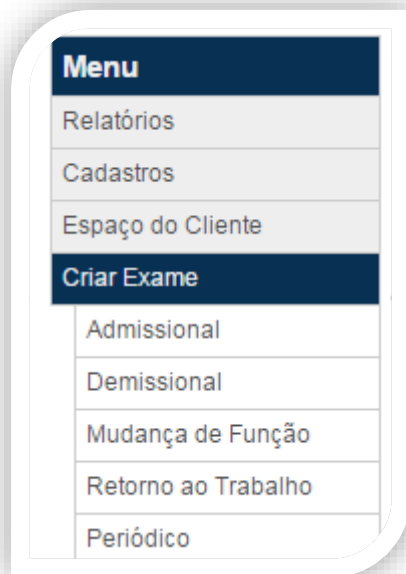 Menu
Relatórios
Cadastros
Espaço do Cliente
Criar Exame
Admissional
Demissional
Mudança de Função
Retorno ao Trabalho
Periódico